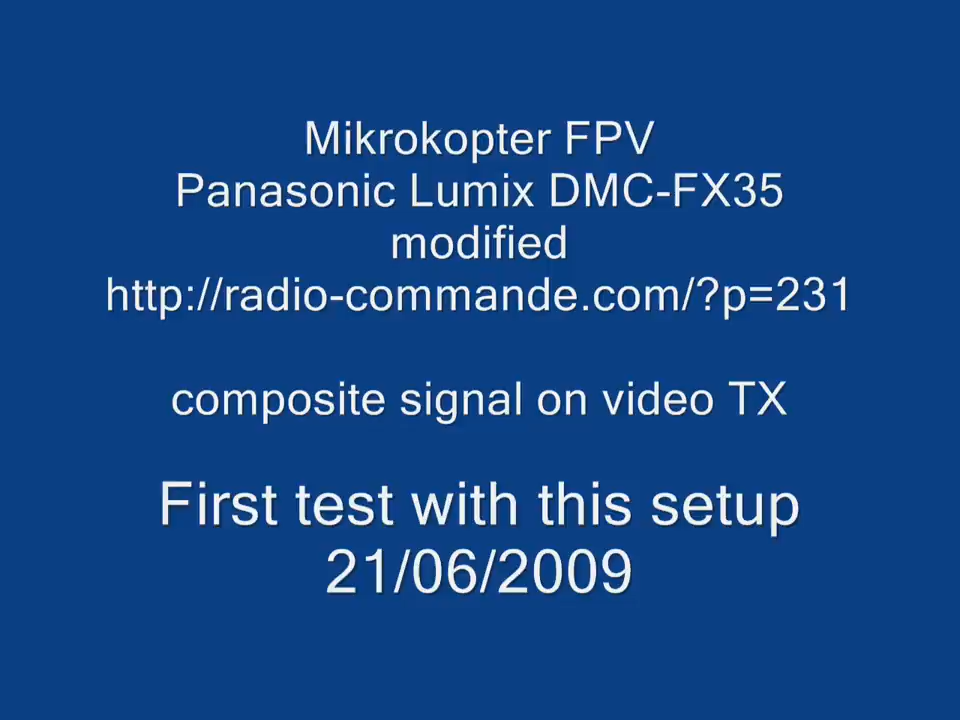 Mikrokopter FPV
Panasonic Lumix DMC-FX35
modified
http://radio-commande.com/?p=231
composite signal on video TX
First test with this setup
21/06/2009